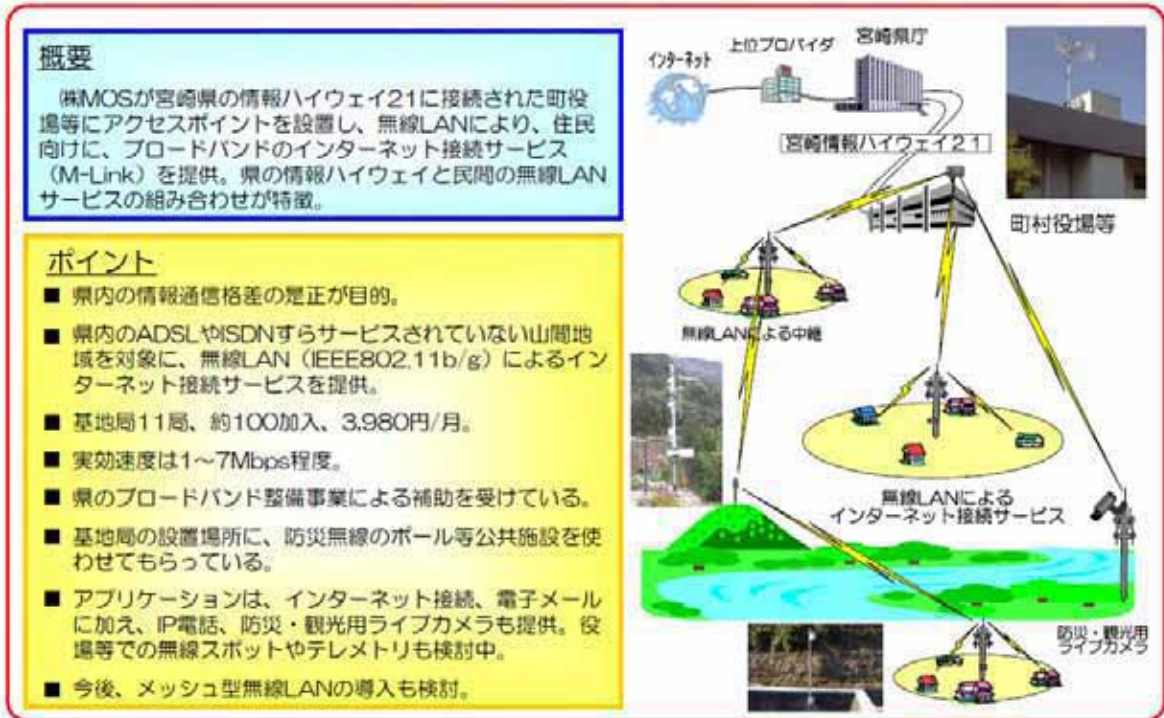 概要
㈱MOSが宮崎県の情報ハイウェイ21に接続された町役
場等にアクセスポイントを設置し、無線LANにより、住民
向けに、ブロードバンドのインターネット接続サービス
（M-Link）を提供。県の情報ハイウェイと民間の無線LAN
サービスの組み合わせが特徴。
ポイント
■ 県内の情報通信格差の是正が目的。
■ 県内のADSLやISDNすらサービスされていない山間地
域を対象に、無線LAN（IEEE802.11b/g）によるイン
ターネット接続サービスを提供。
■ 基地局11局、約100加入、3,980円/月。
■ 実効速度は1～7Mbps程度。
■ 県のブロードバンド整備事業による補助を受けている。
■ 基地局の設置場所に、防災無線のポール等公共施設を使
わせてもらっている。
■ アプリケーションは、インターネット接続、電子メール
に加え、IP電話、防災・観光用ライブカメラも提供。役
場等での無線スポットやテレメトリも検討中。
■ 今後、メッシュ型無線LANの導入も検討。
インターネット
上位プロバイダ
宮崎県庁
宮崎情報ハイウェイ21
町村役場等
無線LANによる中継
無線LANによる
インターネット接続サービス
防災・観光用
ライブカメラ